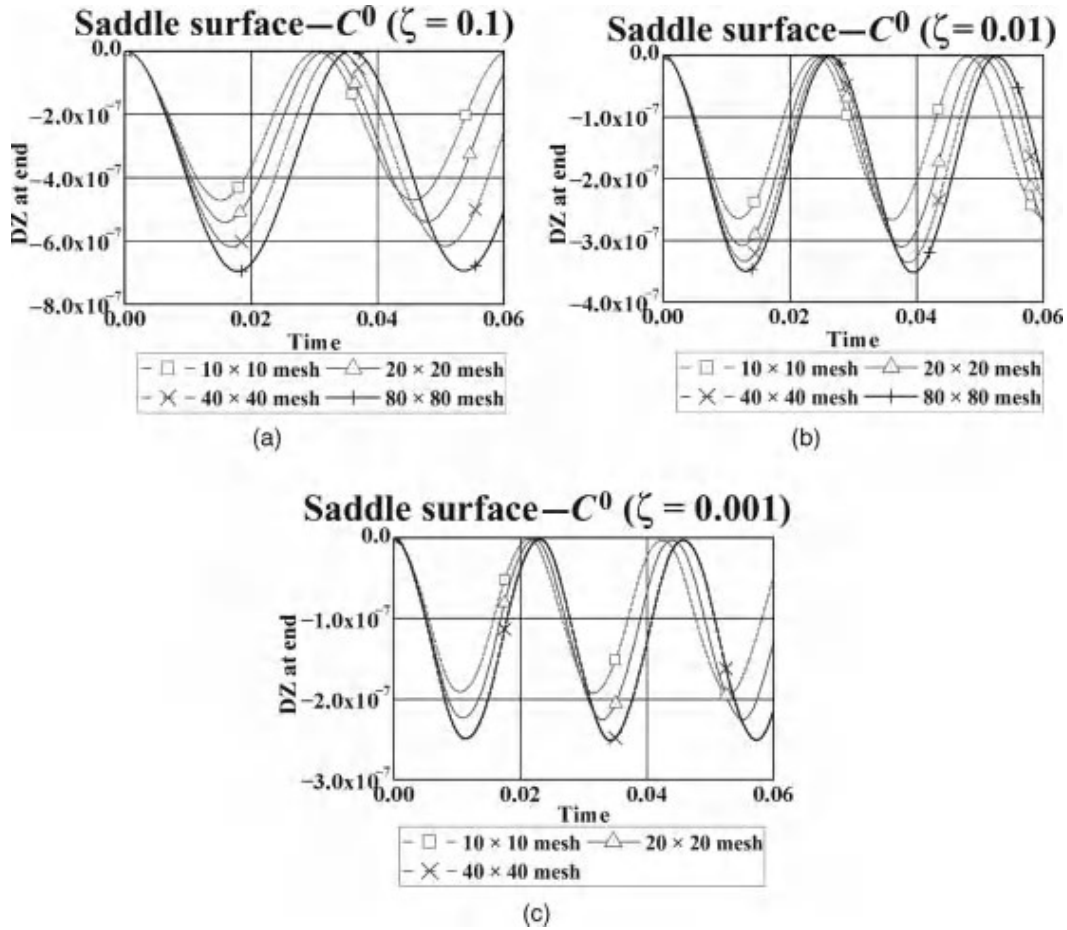 Saddle surface—C⁰ (ζ = 0.1)
0.0
−2.0x10⁻⁷
−4.0x10⁻⁷
−6.0x10⁻⁷
−8.0x10⁻⁷
DZ at end
0.00 0.02 0.04 0.06
Time
10 × 10 mesh 20 × 20 mesh
40 × 40 mesh 80 × 80 mesh
(a)
Saddle surface—C⁰ (ζ = 0.01)
0.0
−1.0x10⁻⁷
−2.0x10⁻⁷
−3.0x10⁻⁷
−4.0x10⁻⁷
DZ at end
0.00 0.02 0.04 0.06
Time
10 × 10 mesh 20 × 20 mesh
40 × 40 mesh 80 × 80 mesh
(b)
Saddle surface—C⁰ (ζ = 0.001)
0.0
−1.0x10⁻⁷
−2.0x10⁻⁷
−3.0x10⁻⁷
DZ at end
0.00 0.02 0.04 0.06
Time
10 × 10 mesh 20 × 20 mesh
40 × 40 mesh
(c)